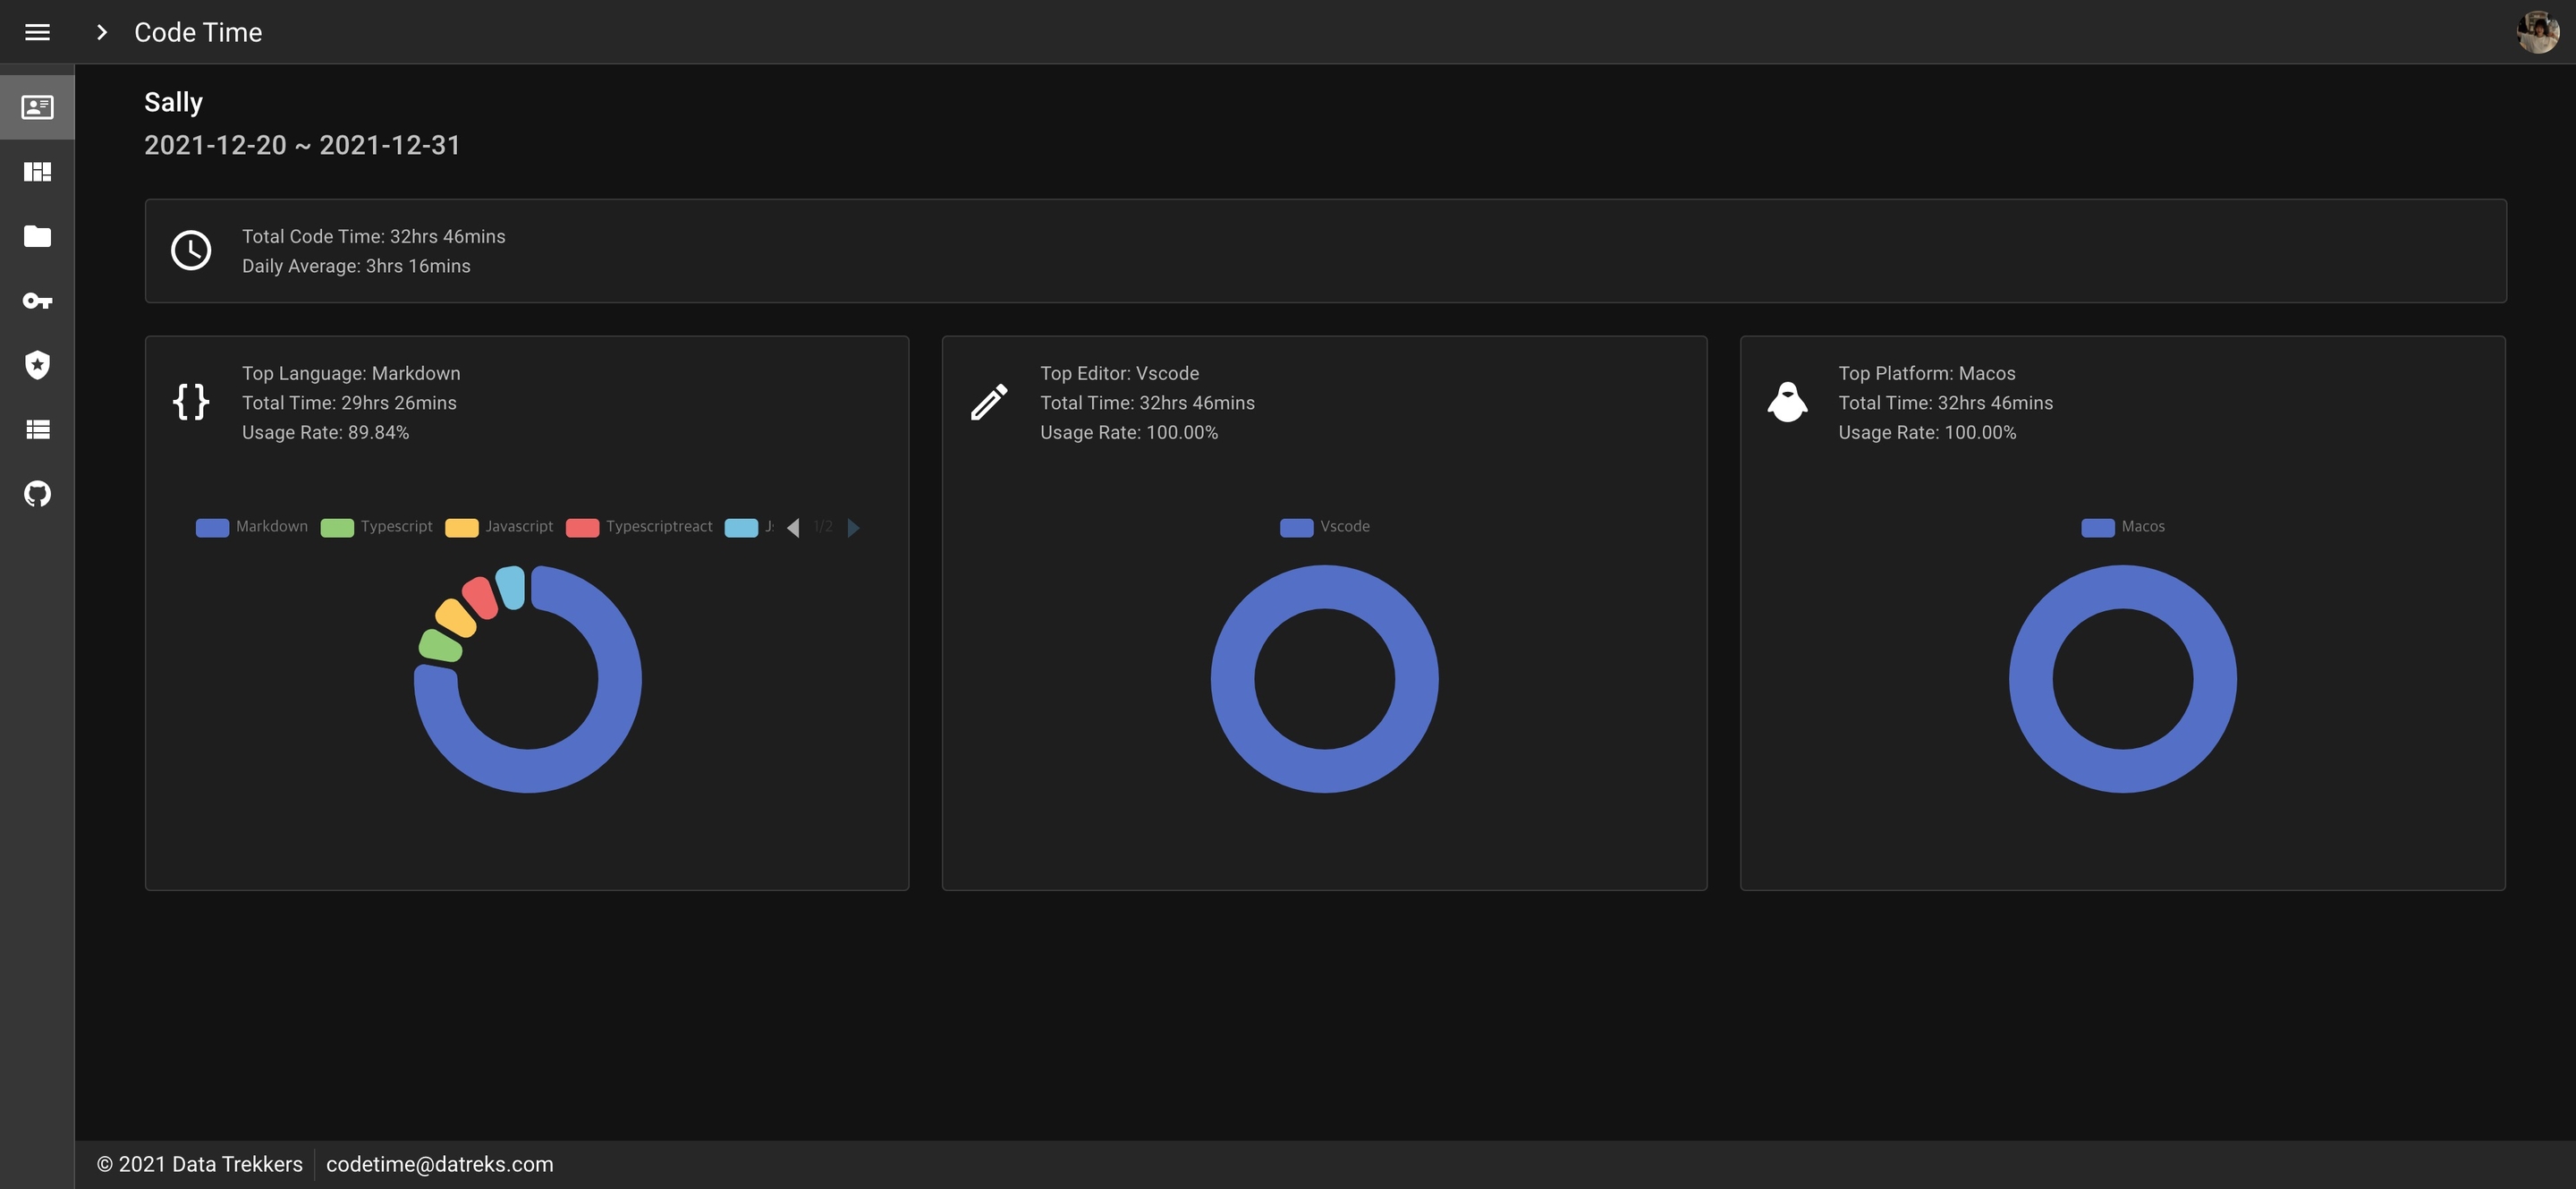 Code Time
Sally
2021-12-20 ~ 2021-12-31
Total Code Time: 32hrs 46mins
Daily Average: 3hrs 16mins
Top Language: Markdown
Total Time: 29hrs 26mins
Usage Rate: 89.84%
Markdown Typescript Javascript Typescriptreact 1/2
Top Editor: Vscode
Total Time: 32hrs 46mins
Usage Rate: 100.00%
Vscode
Top Platform: Macos
Total Time: 32hrs 46mins
Usage Rate: 100.00%
Macos
© 2021 Data Trekkers codetime@datreks.com